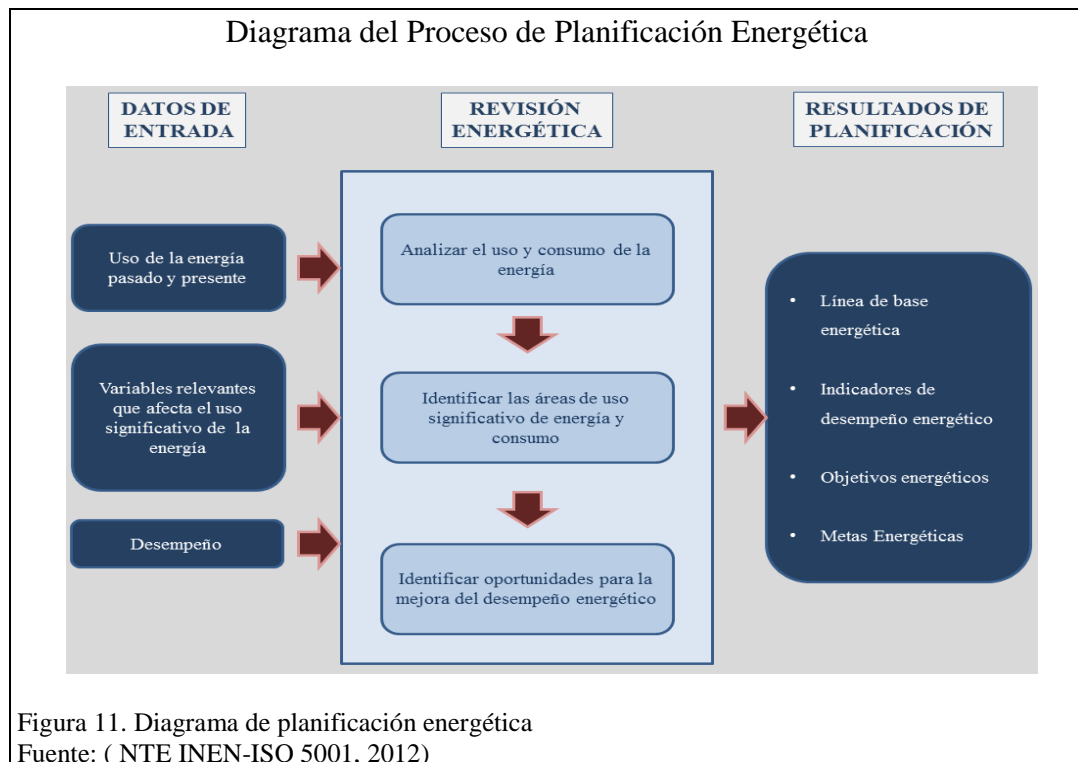 Diagrama del Proceso de Planificación Energética
DATOS DE
ENTRADA
REVISIÓN
ENERGÉTICA
RESULTADOS DE
PLANIFICACIÓN
Uso de la energía
pasado y presente
Variables relevantes
que afecta el uso
significativo de la
energía
Desempeño
Analizar el uso y consumo de la
energía
Identificar las áreas de uso
significativo de energía y
consumo
Identificar oportunidades para la
mejora del desempeño energético
• Línea de base
energética
• Indicadores de
desempeño energético
• Objetivos energéticos
• Metas Energéticas
Figura 11. Diagrama de planificación energética
Fuente: ( NTE INEN-ISO 5001, 2012)